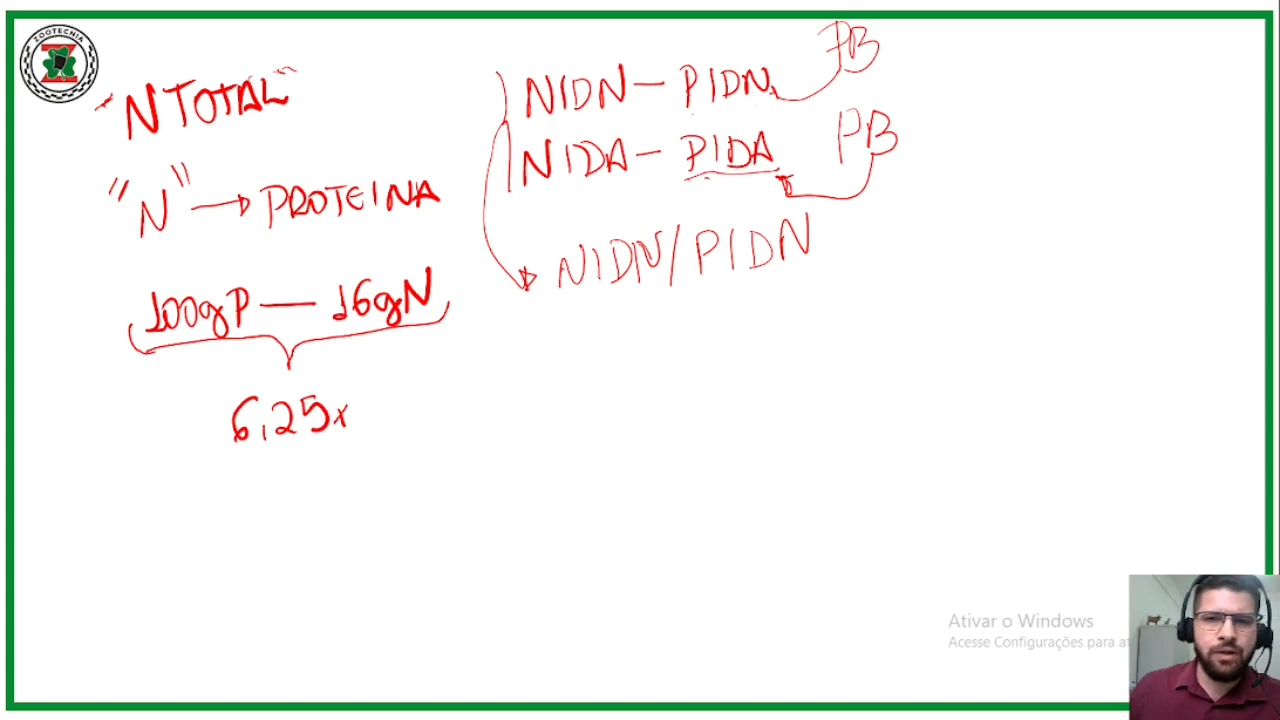 ZOOTECNIA
Z
"N TOTAL"
"N" → PROTEINA
100gP — 16gN
6,25x
NIDN — PIDN PB
NIDA — PIDA PB
NIDN/PIDN
Ativar o Windows
Acesse Configurações para at